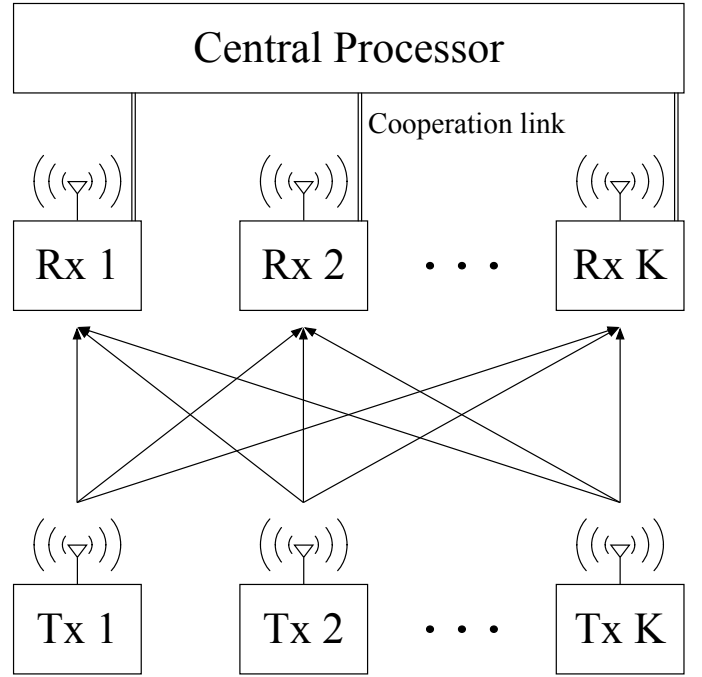 Central Processor
Cooperation link
Rx 1 Rx 2 . . . Rx K
Tx 1 Tx 2 . . . Tx K